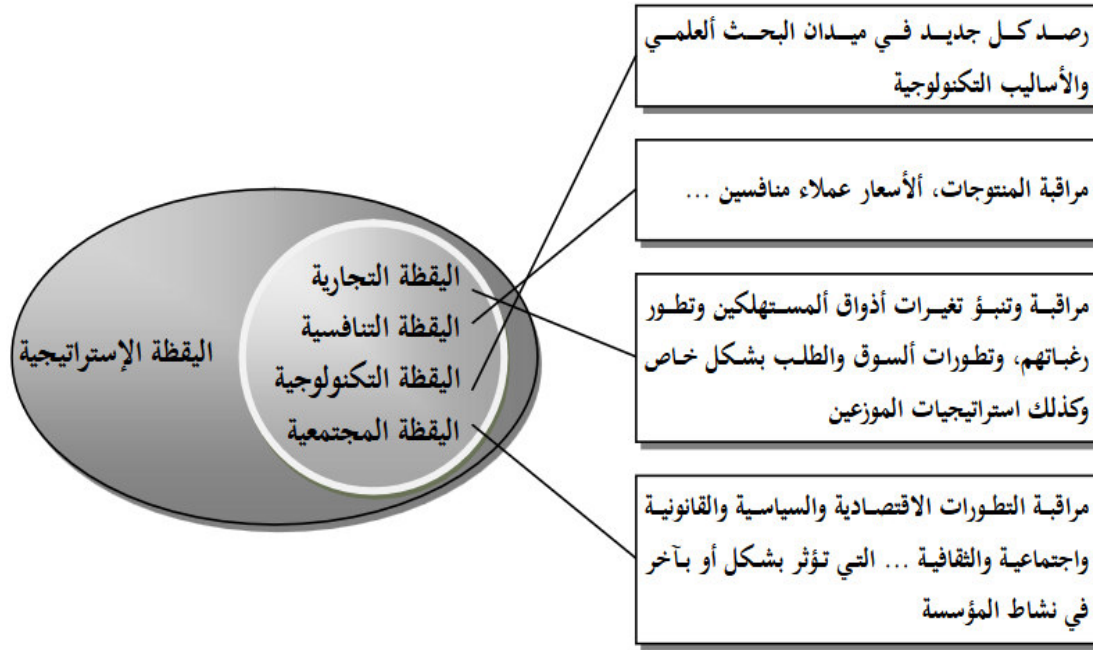 رصد كل جديد في ميدان البحث ألعلمي
والأساليب التكنولوجية
مراقبة المنتوجات، ألأسعار عملاء منافسين ...
مراقبة وتنبؤ تغيرات أذواق ألمستهلكين وتطور
رغباتهم، وتطورات ألسوق والطلب بشكل خاص
وكذلك استراتيجيات الموزعين
مراقبة التطورات الاقتصادية والسياسية والقانونية
واجتماعية والثقافية ... التي تؤثر بشكل أو بآخر
في نشاط المؤسسة
اليقظة التجارية
اليقظة التنافسية
اليقظة التكنولوجية
اليقظة المجتمعية
اليقظة الإستراتيجية